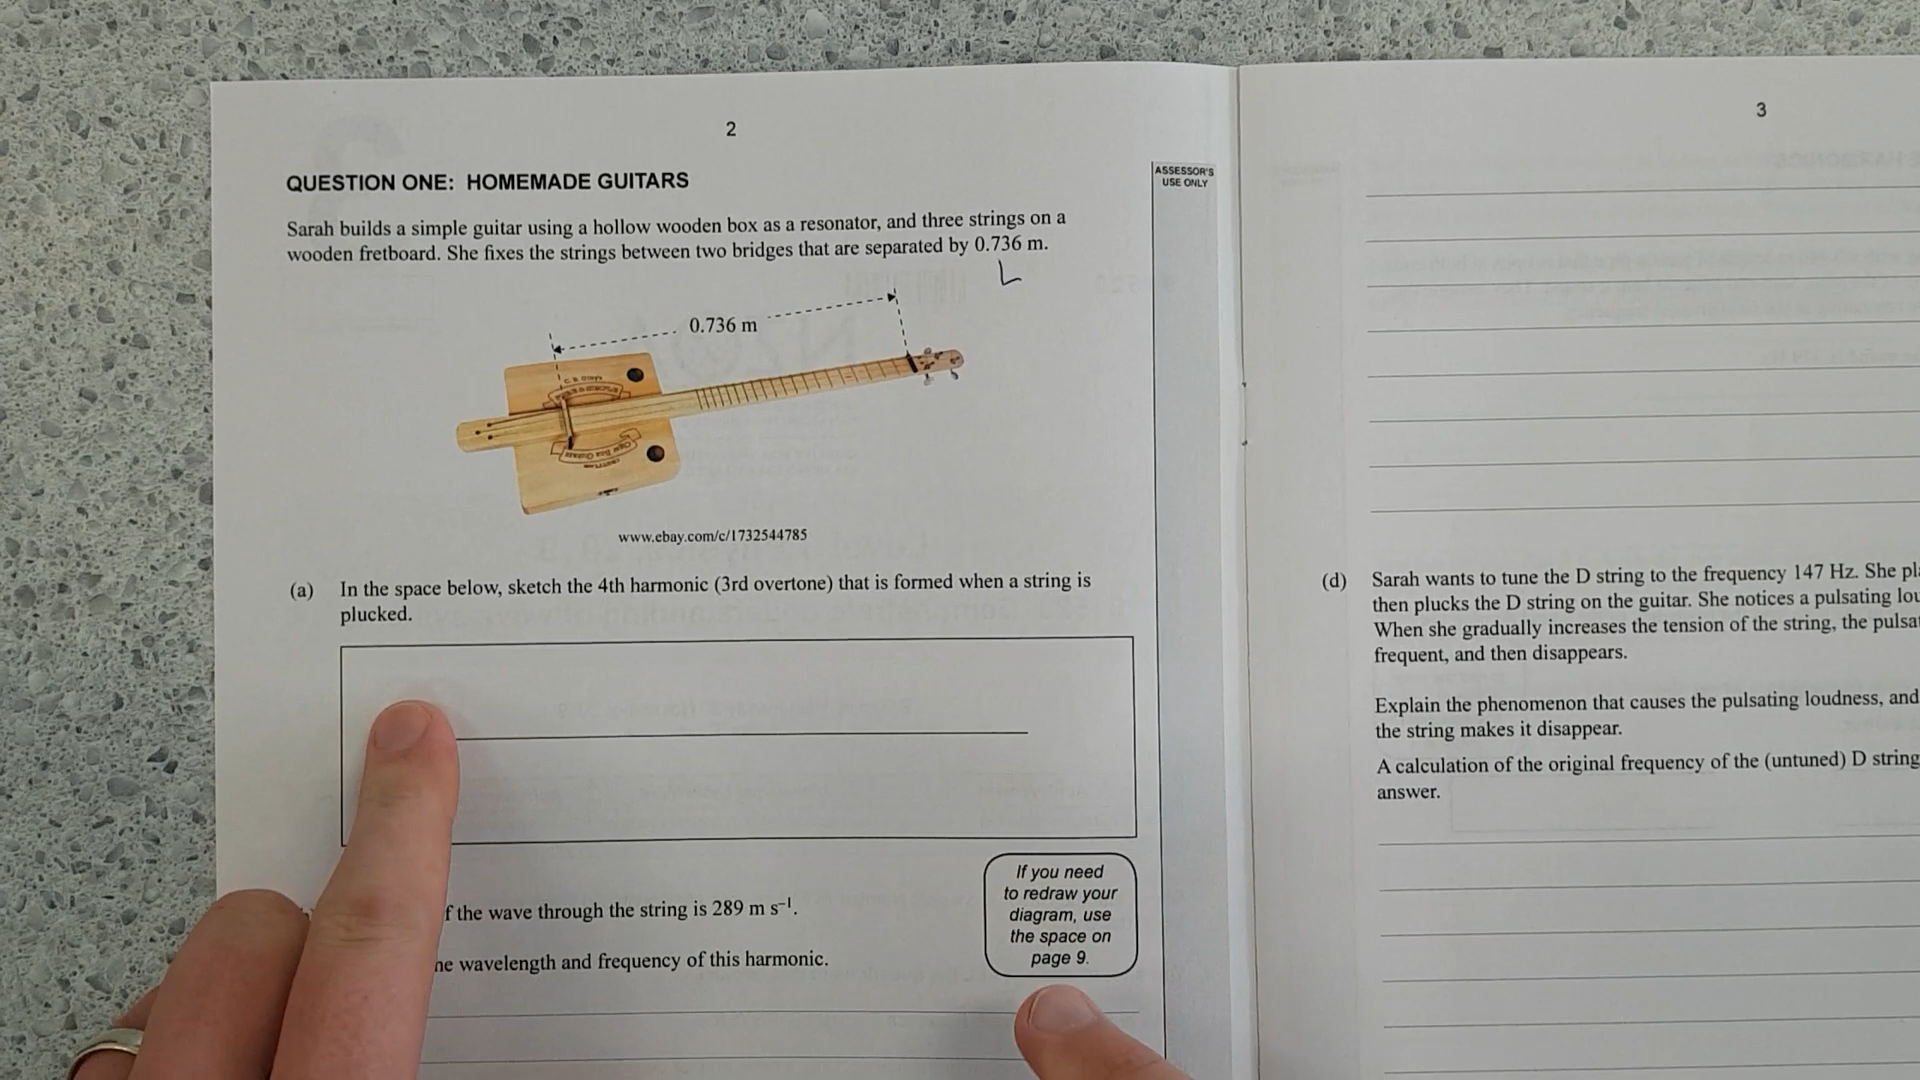 2
QUESTION ONE: HOMEMADE GUITARS
ASSESSOR'S
USE ONLY
Sarah builds a simple guitar using a hollow wooden box as a resonator, and three strings on a
wooden fretboard. She fixes the strings between two bridges that are separated by 0.736 m.
L
0.736 m
www.ebay.com/c/1732544785
(a) In the space below, sketch the 4th harmonic (3rd overtone) that is formed when a string is
plucked.
f the wave through the string is 289 m s⁻¹.
he wavelength and frequency of this harmonic.
If you need
to redraw your
diagram, use
the space on
page 9.
3
(d) Sarah wants to tune the D string to the frequency 147 Hz. She pl
then plucks the D string on the guitar. She notices a pulsating lou
When she gradually increases the tension of the string, the pulsa
frequent, and then disappears.
Explain the phenomenon that causes the pulsating loudness, and
the string makes it disappear.
A calculation of the original frequency of the (untuned) D string
answer.